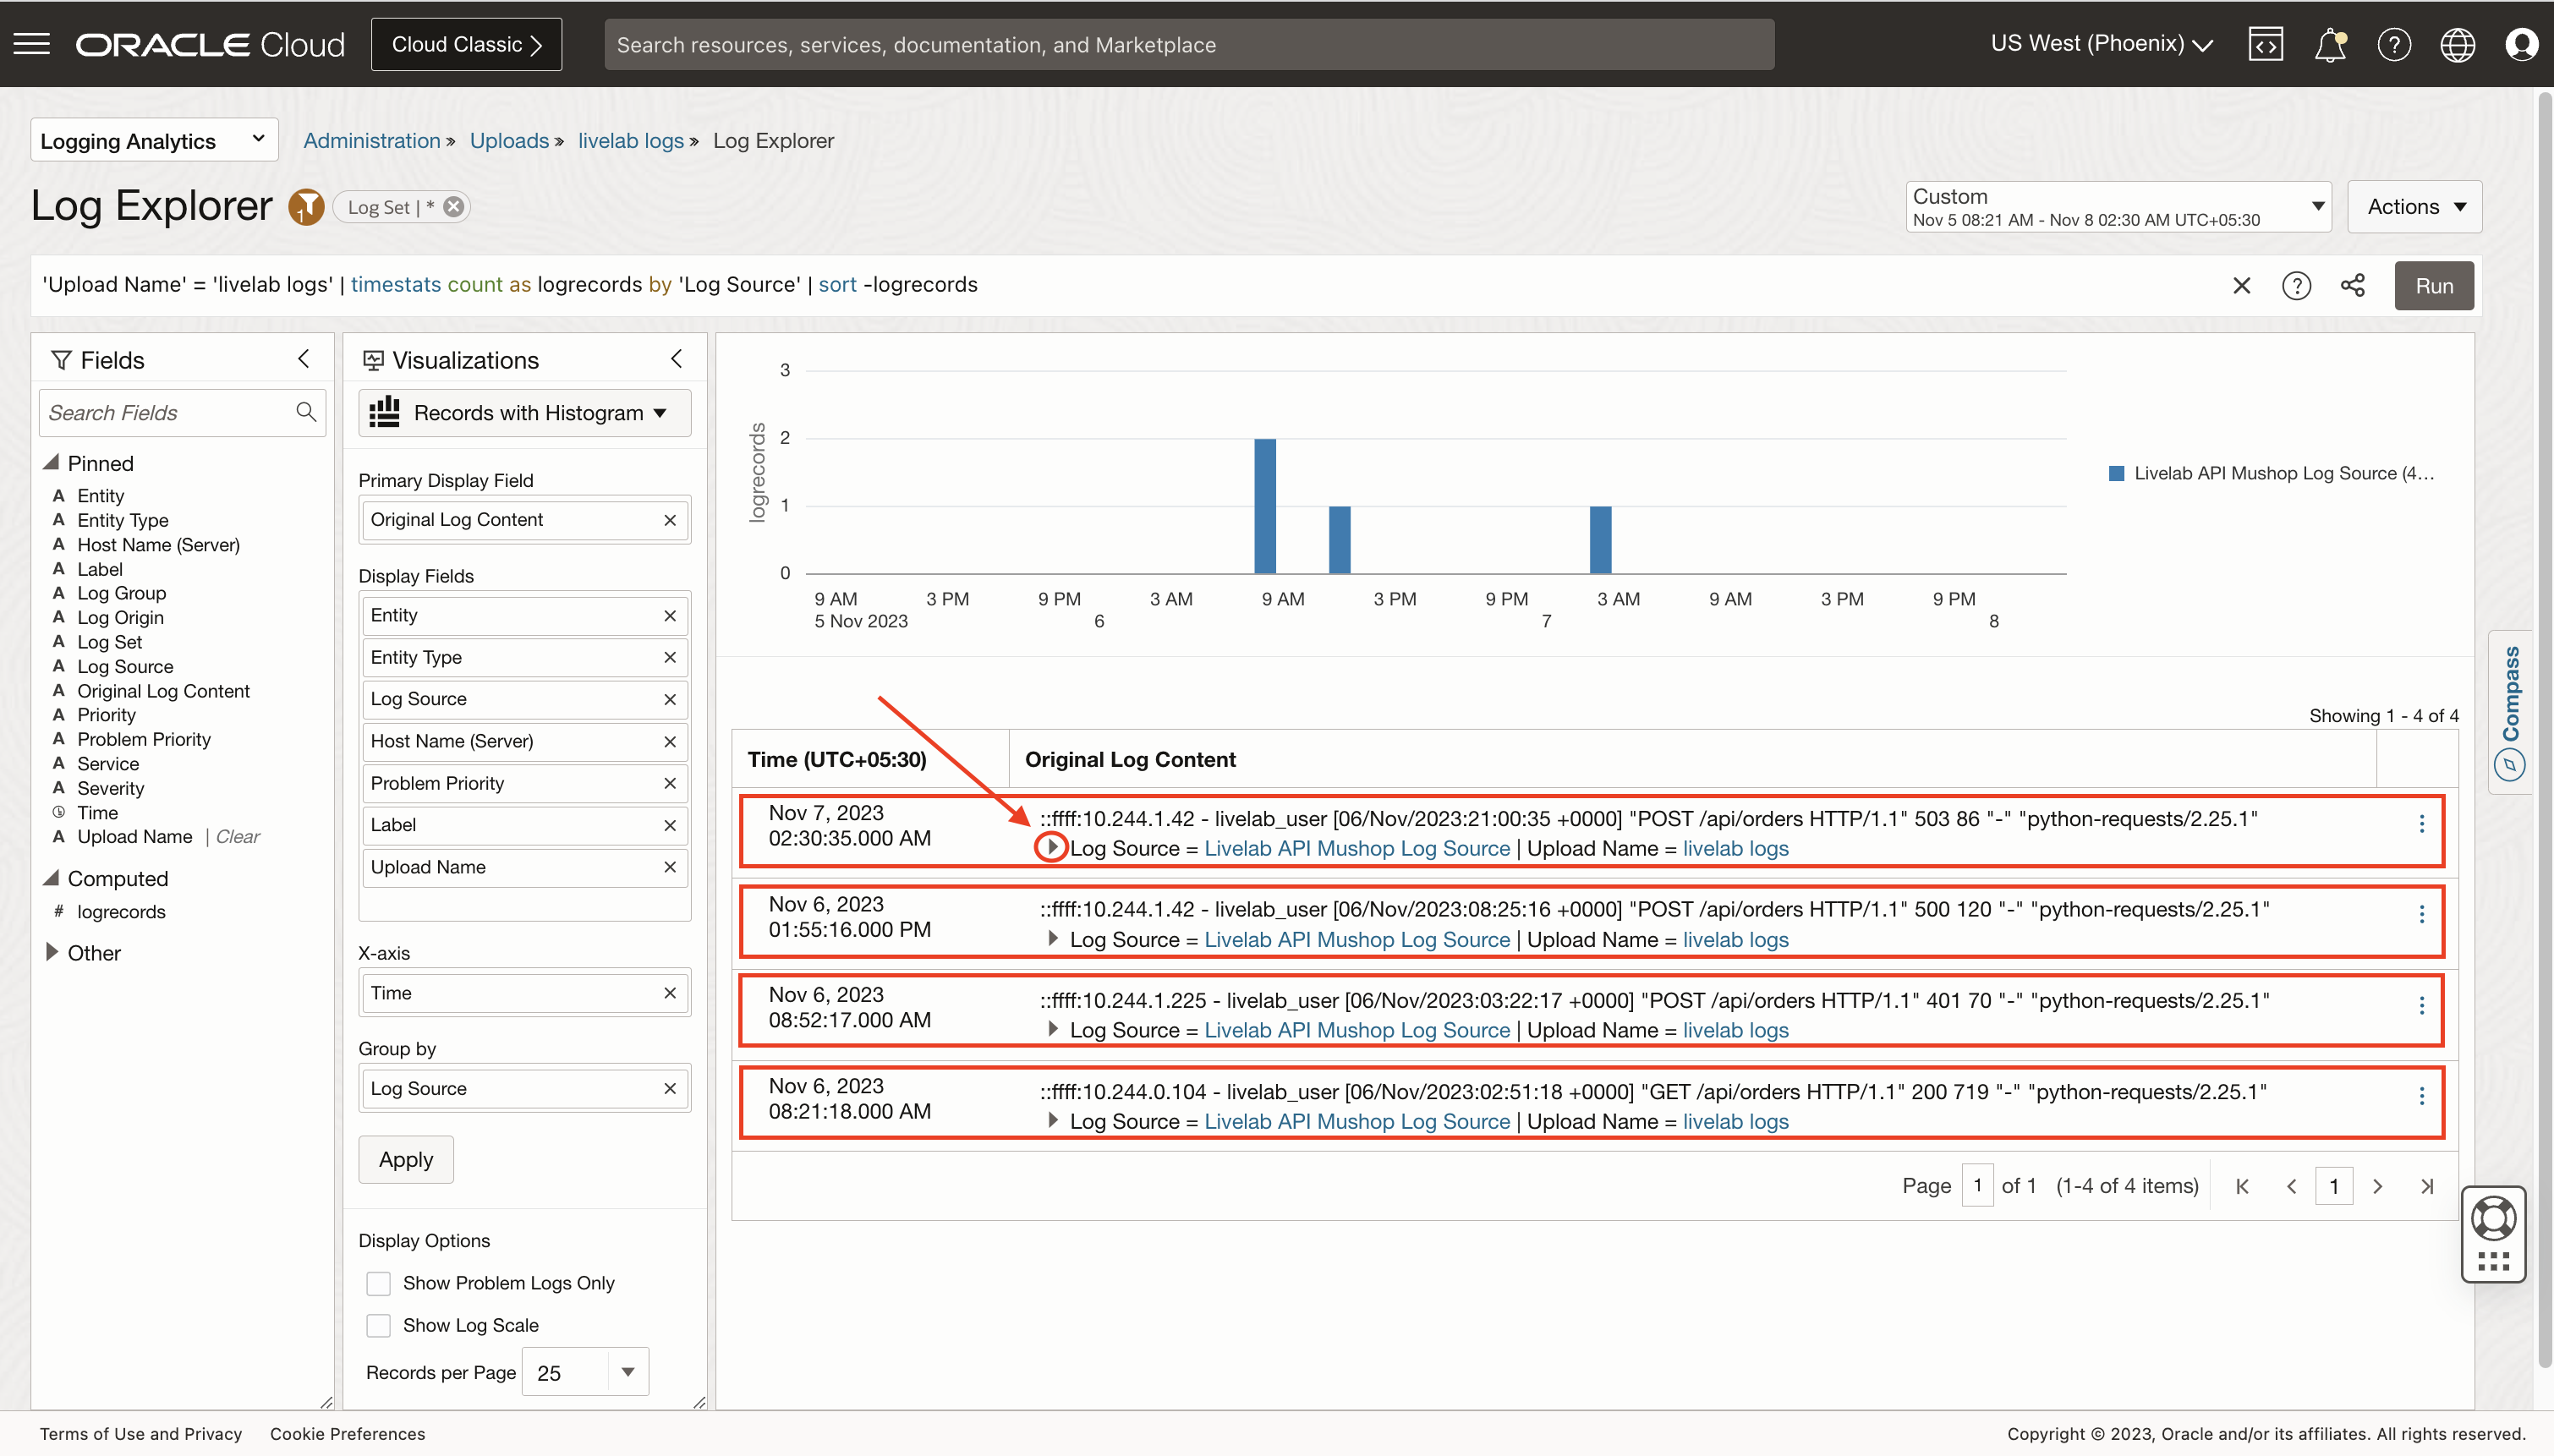 ORACLE Cloud
Cloud Classic
Search resources, services, documentation, and Marketplace
US West (Phoenix)
Logging Analytics
Administration » Uploads » livelab logs » Log Explorer
Log Explorer
1
Log Set | *
Custom
Nov 5 08:21 AM - Nov 8 02:30 AM UTC+05:30
Actions
'Upload Name' = 'livelab logs' | timestats count as logrecords by 'Log Source' | sort -logrecords
Run
Fields
Search Fields
Pinned
A Entity
A Entity Type
A Host Name (Server)
A Label
A Log Group
A Log Origin
A Log Set
A Log Source
A Original Log Content
A Priority
A Problem Priority
A Service
A Severity
Time
A Upload Name | Clear
Computed
# logrecords
Other
Visualizations
Records with Histogram
Primary Display Field
Original Log Content
Display Fields
Entity
Entity Type
Log Source
Host Name (Server)
Problem Priority
Label
Upload Name
X-axis
Time
Group by
Log Source
Apply
Display Options
Show Problem Logs Only
Show Log Scale
Records per Page 25
logrecords
3
2
1
0
9 AM 3 PM 9 PM 3 AM 9 AM 3 PM 9 PM 3 AM 9 AM 3 PM 9 PM
5 Nov 2023 6 7 8
Livelab API Mushop Log Source (4...
Showing 1 - 4 of 4
Time (UTC+05:30) Original Log Content
Nov 7, 2023
02:30:35.000 AM
::ffff:10.244.1.42 - livelab_user [06/Nov/2023:21:00:35 +0000] "POST /api/orders HTTP/1.1" 503 86 "-" "python-requests/2.25.1"
Log Source = Livelab API Mushop Log Source | Upload Name = livelab logs
Nov 6, 2023
01:55:16.000 PM
::ffff:10.244.1.42 - livelab_user [06/Nov/2023:08:25:16 +0000] "POST /api/orders HTTP/1.1" 500 120 "-" "python-requests/2.25.1"
Log Source = Livelab API Mushop Log Source | Upload Name = livelab logs
Nov 6, 2023
08:52:17.000 AM
::ffff:10.244.1.225 - livelab_user [06/Nov/2023:03:22:17 +0000] "POST /api/orders HTTP/1.1" 401 70 "-" "python-requests/2.25.1"
Log Source = Livelab API Mushop Log Source | Upload Name = livelab logs
Nov 6, 2023
08:21:18.000 AM
::ffff:10.244.0.104 - livelab_user [06/Nov/2023:02:51:18 +0000] "GET /api/orders HTTP/1.1" 200 719 "-" "python-requests/2.25.1"
Log Source = Livelab API Mushop Log Source | Upload Name = livelab logs
Page 1 of 1 (1-4 of 4 items) 1
Compass
Terms of Use and Privacy Cookie Preferences
Copyright © 2023, Oracle and/or its affiliates. All rights reserved.